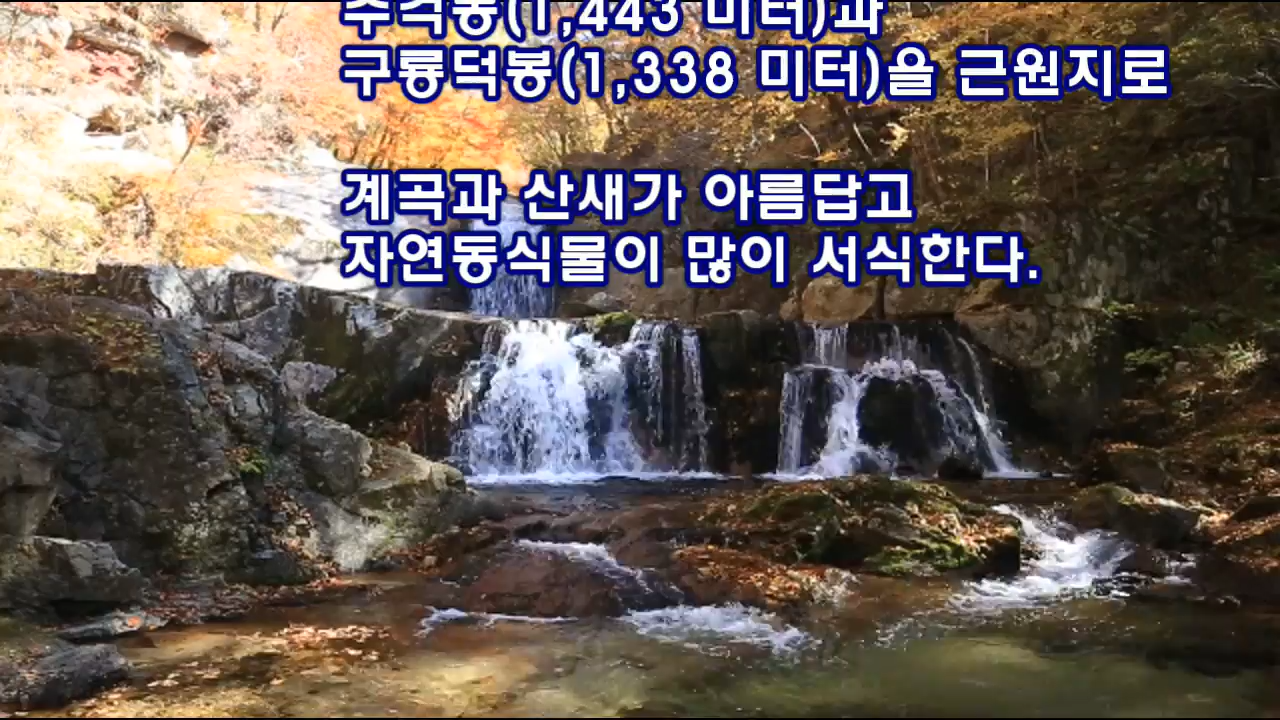 (1,443 미터)과
구룡덕봉(1,338 미터)을 근원지로
계곡과 산새가 아름답고
자연동식물이 많이 서식한다.